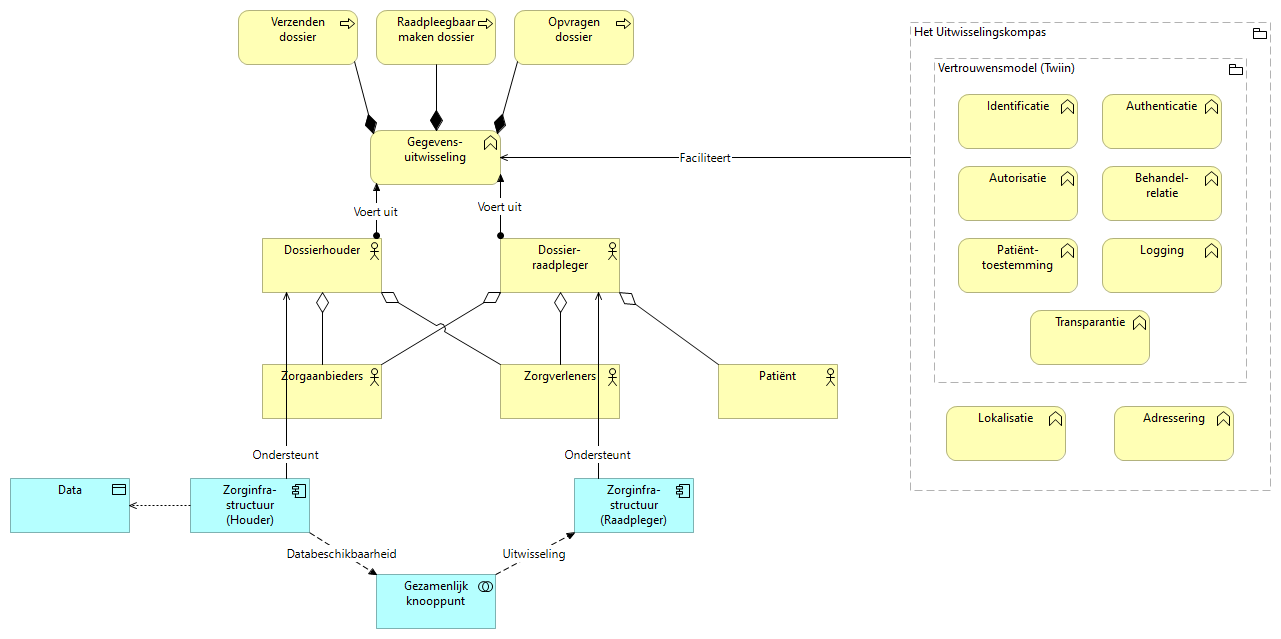 Verzenden
dossier
Raadpleegbaar
maken dossier
Opvragen
dossier
Het Uitwisselingskompas
Vertrouwensmodel (Twiin)
Identificatie
Authenticatie
Gegevens-
uitwisseling
Faciliteert
Autorisatie
Behandel-
relatie
Voert uit
Voert uit
Dossierhouder
Dossier-
raadpleger
Patiënt-
toestemming
Logging
Transparantie
Zorgaanbieders
Zorgverleners
Patiënt
Lokalisatie
Adressering
Ondersteunt
Ondersteunt
Data
Zorginfra-
structuur
(Houder)
Zorginfra-
structuur
(Raadpleger)
Databeschikbaarheid
Uitwisseling
Gezamenlijk
knooppunt